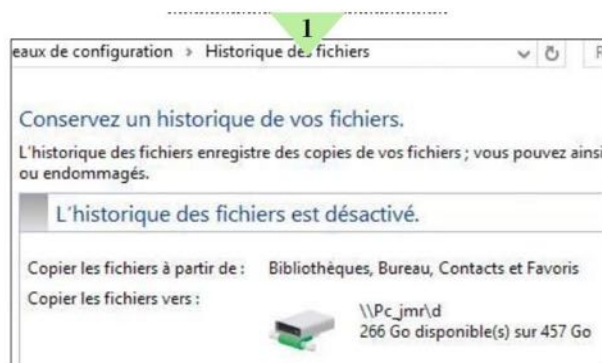 1
eaux de configuration > Historique des fichiers
Conservez un historique de vos fichiers.
L'historique des fichiers enregistre des copies de vos fichiers ; vous pouvez ainsi
ou endommagés.
L'historique des fichiers est désactivé.
Copier les fichiers à partir de : Bibliothèques, Bureau, Contacts et Favoris
Copier les fichiers vers :
\\Pc_jmr\d
266 Go disponible(s) sur 457 Go